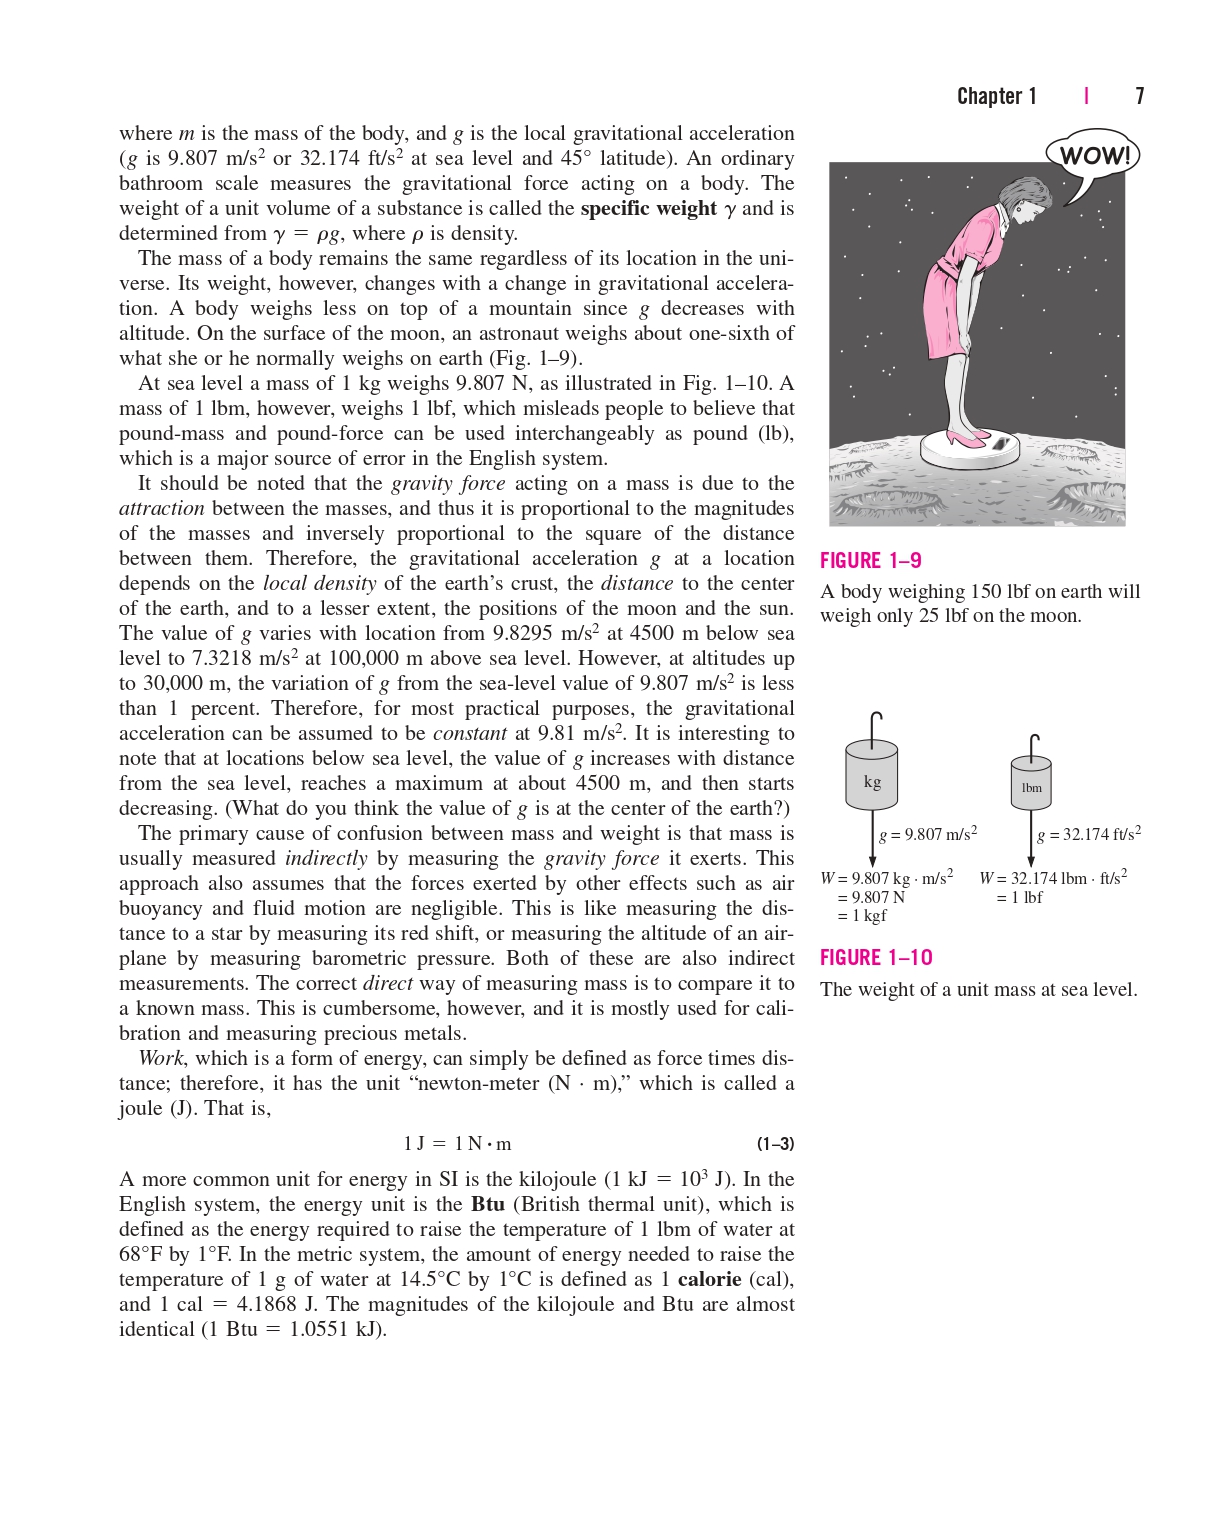 Chapter 1 | 7
where m is the mass of the body, and g is the local gravitational acceleration
(g is 9.807 m/s² or 32.174 ft/s² at sea level and 45° latitude). An ordinary
bathroom scale measures the gravitational force acting on a body. The
weight of a unit volume of a substance is called the specific weight γ and is
determined from γ = ρg, where ρ is density.
The mass of a body remains the same regardless of its location in the uni-
verse. Its weight, however, changes with a change in gravitational accelera-
tion. A body weighs less on top of a mountain since g decreases with
altitude. On the surface of the moon, an astronaut weighs about one-sixth of
what she or he normally weighs on earth (Fig. 1–9).
At sea level a mass of 1 kg weighs 9.807 N, as illustrated in Fig. 1–10. A
mass of 1 lbm, however, weighs 1 lbf, which misleads people to believe that
pound-mass and pound-force can be used interchangeably as pound (lb),
which is a major source of error in the English system.
It should be noted that the gravity force acting on a mass is due to the
attraction between the masses, and thus it is proportional to the magnitudes
of the masses and inversely proportional to the square of the distance
between them. Therefore, the gravitational acceleration g at a location
depends on the local density of the earth's crust, the distance to the center
of the earth, and to a lesser extent, the positions of the moon and the sun.
The value of g varies with location from 9.8295 m/s² at 4500 m below sea
level to 7.3218 m/s² at 100,000 m above sea level. However, at altitudes up
to 30,000 m, the variation of g from the sea-level value of 9.807 m/s² is less
than 1 percent. Therefore, for most practical purposes, the gravitational
acceleration can be assumed to be constant at 9.81 m/s². It is interesting to
note that at locations below sea level, the value of g increases with distance
from the sea level, reaches a maximum at about 4500 m, and then starts
decreasing. (What do you think the value of g is at the center of the earth?)
The primary cause of confusion between mass and weight is that mass is
usually measured indirectly by measuring the gravity force it exerts. This
approach also assumes that the forces exerted by other effects such as air
buoyancy and fluid motion are negligible. This is like measuring the dis-
tance to a star by measuring its red shift, or measuring the altitude of an air-
plane by measuring barometric pressure. Both of these are also indirect
measurements. The correct direct way of measuring mass is to compare it to
a known mass. This is cumbersome, however, and it is mostly used for cali-
bration and measuring precious metals.
Work, which is a form of energy, can simply be defined as force times dis-
tance; therefore, it has the unit “newton-meter (N · m),” which is called a
joule (J). That is,
1 J = 1 N · m (1–3)
A more common unit for energy in SI is the kilojoule (1 kJ = 10³ J). In the
English system, the energy unit is the Btu (British thermal unit), which is
defined as the energy required to raise the temperature of 1 lbm of water at
68°F by 1°F. In the metric system, the amount of energy needed to raise the
temperature of 1 g of water at 14.5°C by 1°C is defined as 1 calorie (cal),
and 1 cal = 4.1868 J. The magnitudes of the kilojoule and Btu are almost
identical (1 Btu = 1.0551 kJ).
WOW!
FIGURE 1–9
A body weighing 150 lbf on earth will
weigh only 25 lbf on the moon.
kg
g = 9.807 m/s²
W = 9.807 kg · m/s²
= 9.807 N
= 1 kgf
lbm
g = 32.174 ft/s²
W = 32.174 lbm · ft/s²
= 1 lbf
FIGURE 1–10
The weight of a unit mass at sea level.